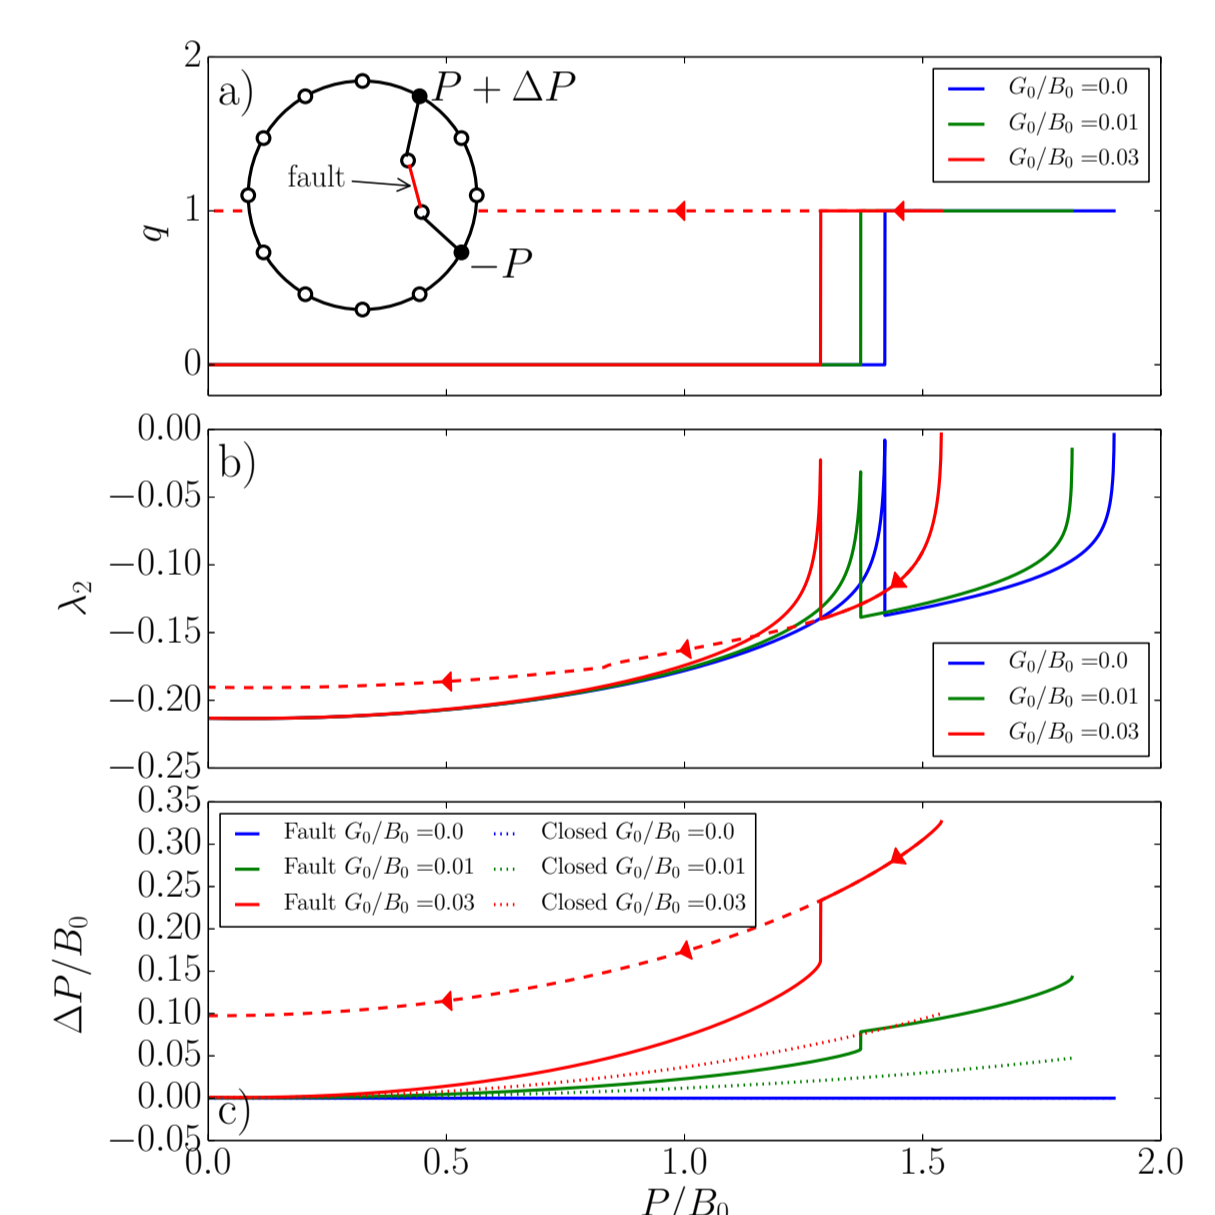 2
a)
P + ΔP
G₀/B₀ =0.0
G₀/B₀ =0.01
G₀/B₀ =0.03
fault
1
q
−P
0
0.00
b)
−0.05
−0.10
λ₂
−0.15
G₀/B₀ =0.0
−0.20
G₀/B₀ =0.01
G₀/B₀ =0.03
−0.25
0.35
Fault G₀/B₀ =0.0 Closed G₀/B₀ =0.0
0.30
Fault G₀/B₀ =0.01 Closed G₀/B₀ =0.01
0.25
Fault G₀/B₀ =0.03 Closed G₀/B₀ =0.03
0.20
ΔP/B₀
0.15
0.10
0.05
0.00
c)
−0.05
0.0 0.5 1.0 1.5 2.0
P/B₀